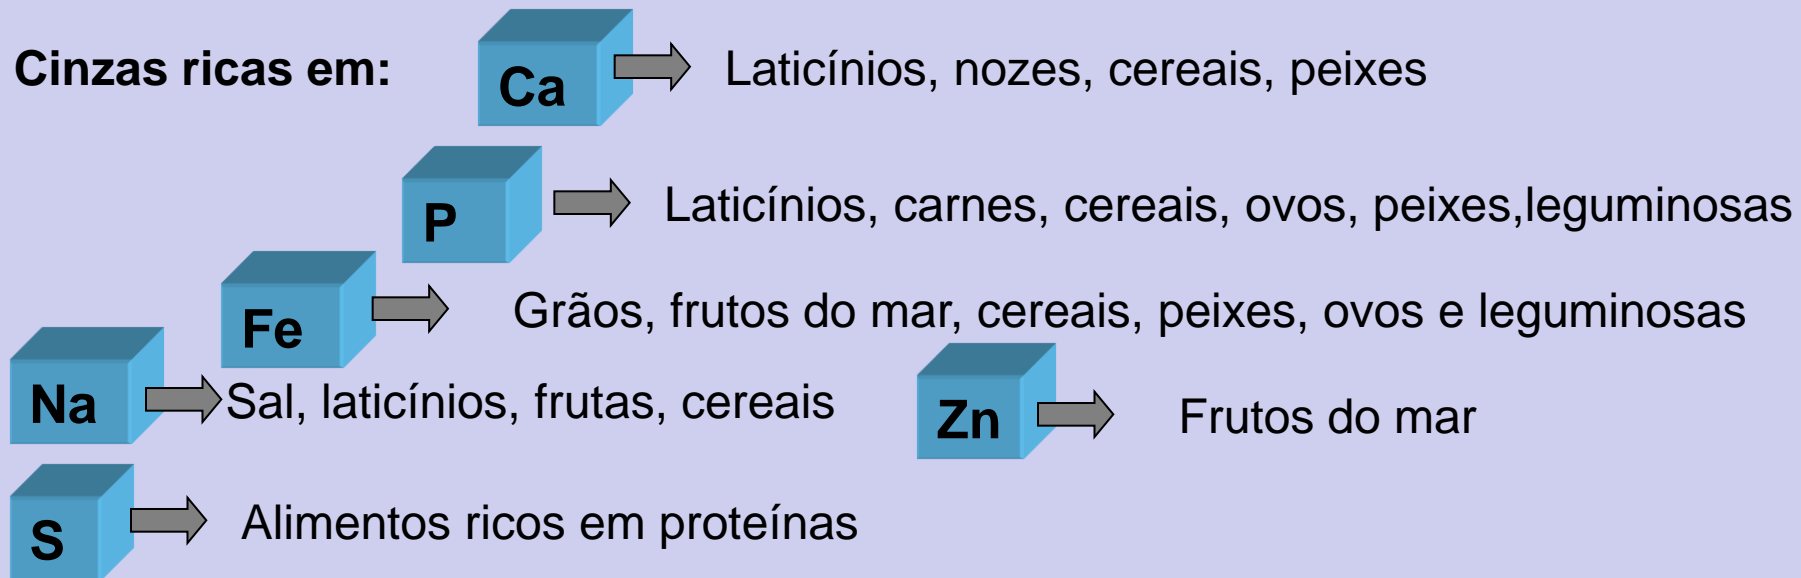 Cinzas ricas em: Ca Laticínios, nozes, cereais, peixes
P Laticínios, carnes, cereais, ovos, peixes,leguminosas
Fe Grãos, frutos do mar, cereais, peixes, ovos e leguminosas
Na Sal, laticínios, frutas, cereais Zn Frutos do mar
S Alimentos ricos em proteínas